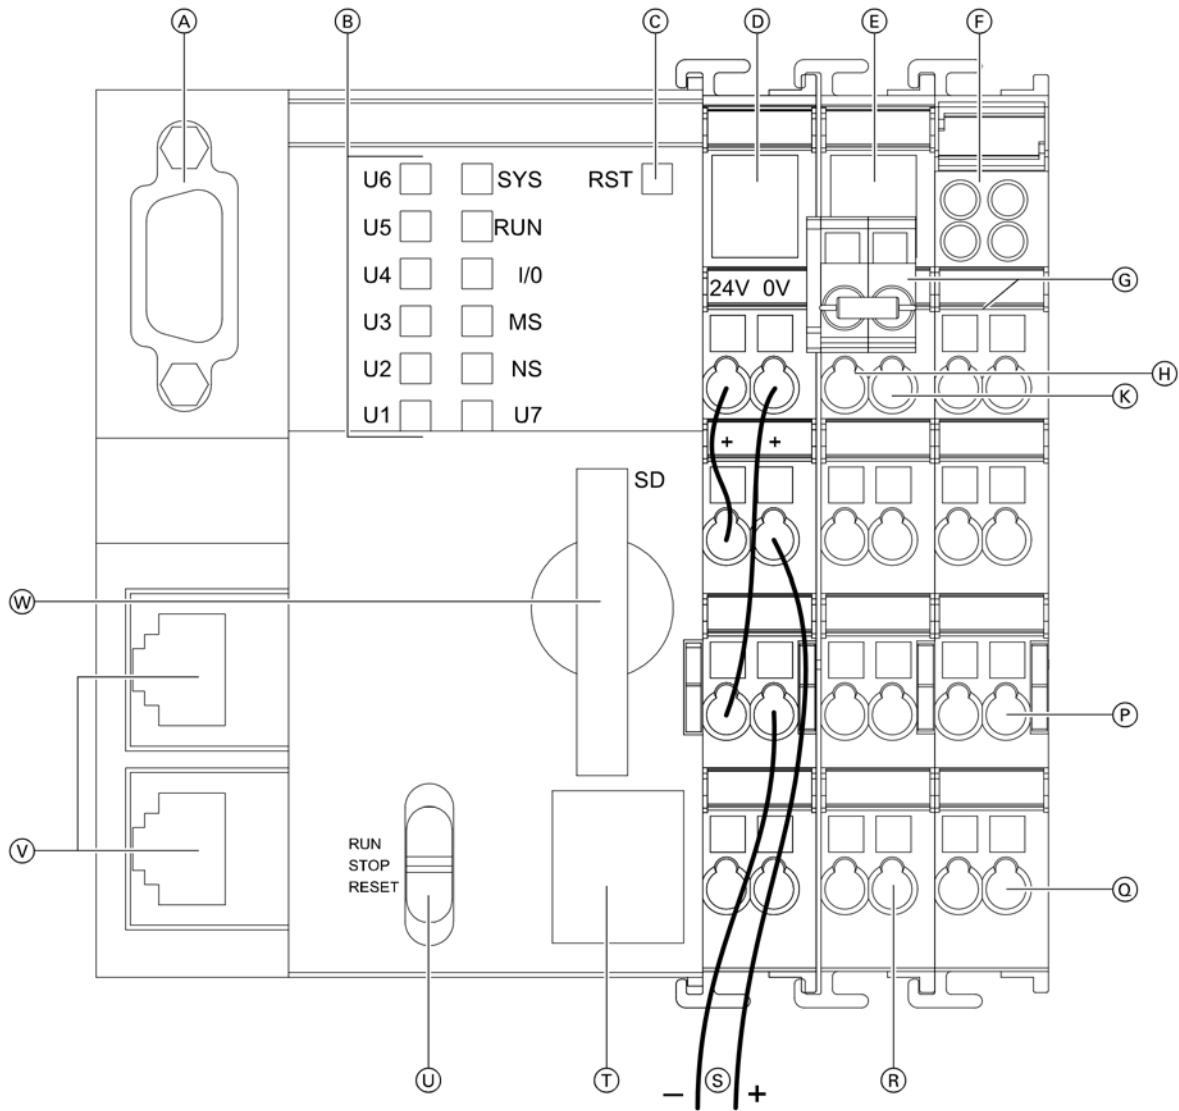 A B C D E F
U6 SYS RST
U5 RUN
U4 I/0
U3 MS
U2 NS
U1 U7
24V 0V
G
H
K
+ +
SD
W
P
V
RUN
STOP
RESET
Q
U T S R
− +